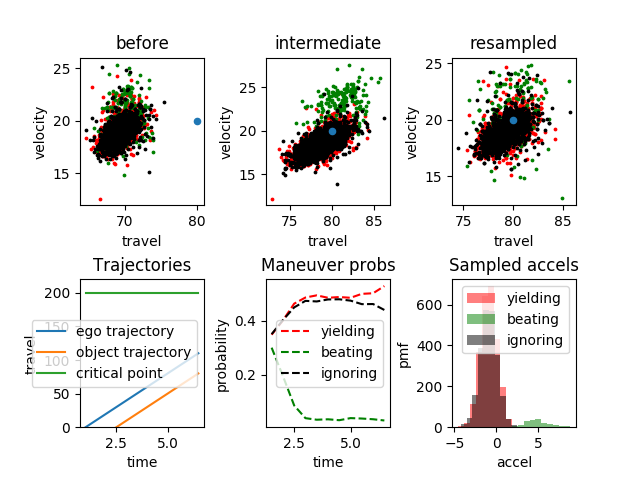 before
intermediate
resampled
25
20
15
velocity
70
80
travel
25
20
15
velocity
75
80
85
travel
25
20
15
velocity
75
80
85
travel
Trajectories
Maneuver probs
Sampled accels
200
150
100
50
0
travel
ego trajectory
object trajectory
critical point
2.5
5.0
time
0.4
0.2
probability
yielding
beating
ignoring
2.5
5.0
time
600
400
200
0
pmf
yielding
beating
ignoring
-5
0
5
accel